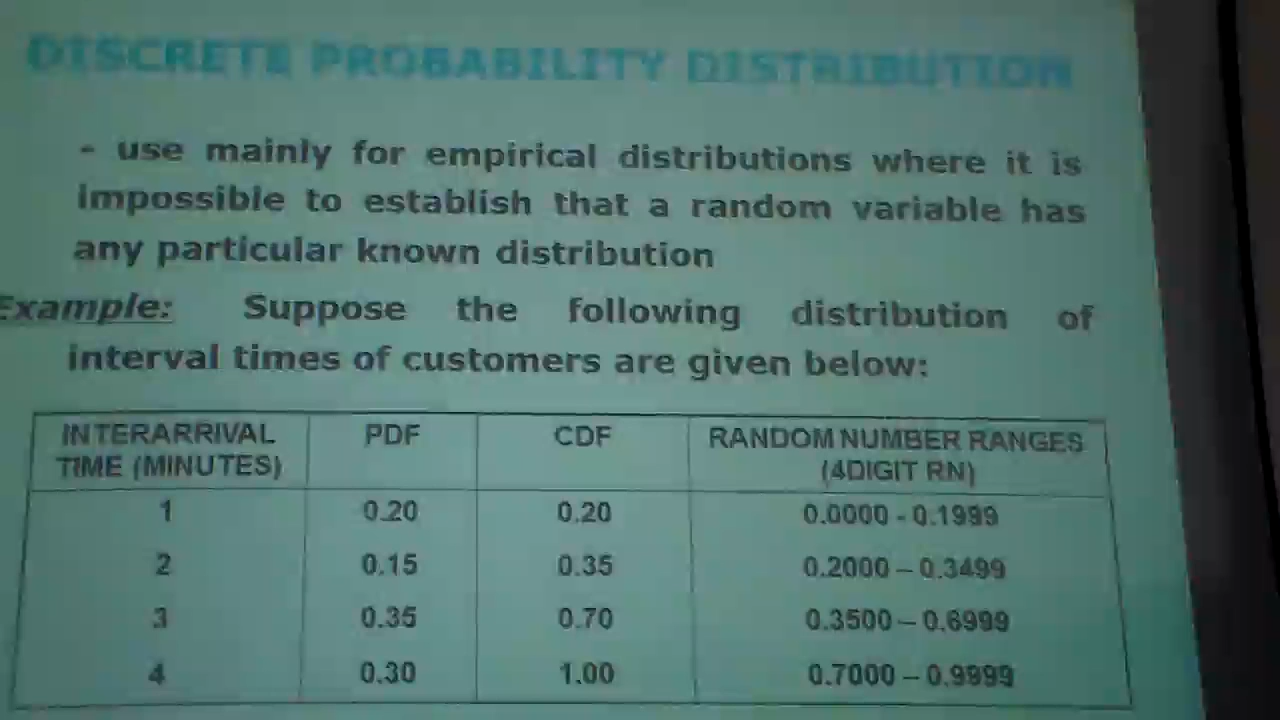 DISCRETE PROBABILITY DISTRIBUTION
- use mainly for empirical distributions where it is
impossible to establish that a random variable has
any particular known distribution
Example: Suppose the following distribution of
interval times of customers are given below:
INTERARRIVAL TIME (MINUTES) PDF CDF RANDOM NUMBER RANGES (4DIGIT RN)
1 0.20 0.20 0.0000 - 0.1999
2 0.15 0.35 0.2000 – 0.3499
3 0.35 0.70 0.3500 – 0.6999
4 0.30 1.00 0.7000 – 0.9999